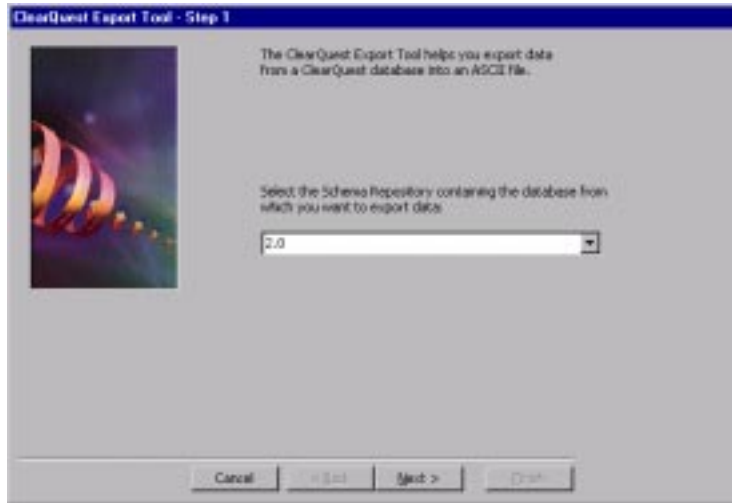 ClearQuest Export Tool - Step 1
The ClearQuest Export Tool helps you export data
from a ClearQuest database into an ASCII file.
Select the Schema Repository containing the database from
which you want to export data:
2.0
Cancel
< Back
Next >
Finish